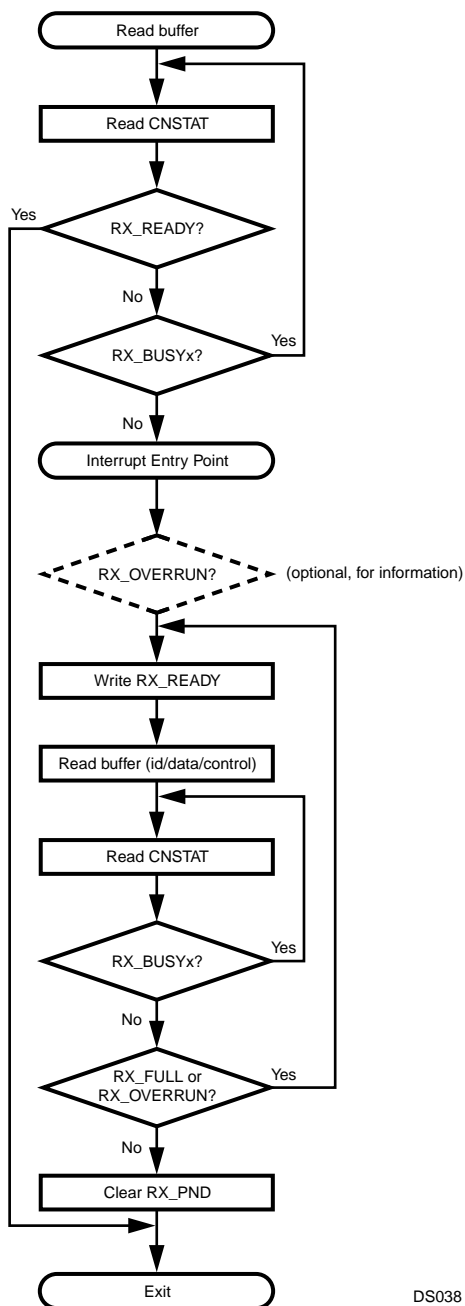 Read buffer
Read CNSTAT
Yes
RX_READY?
No
RX_BUSYx?
Yes
No
Interrupt Entry Point
RX_OVERRUN?
(optional, for information)
Write RX_READY
Read buffer (id/data/control)
Read CNSTAT
RX_BUSYx?
Yes
No
RX_FULL or
RX_OVERRUN?
Yes
No
Clear RX_PND
Exit
DS038